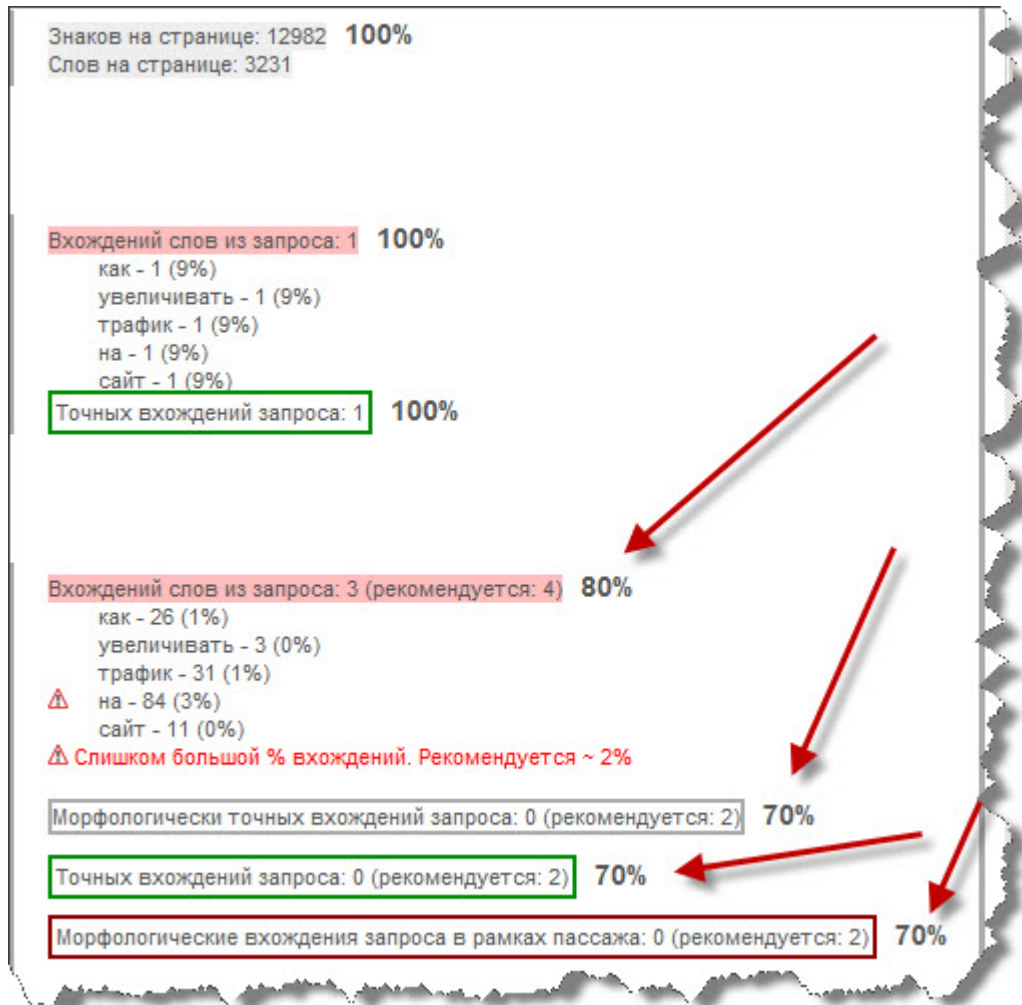 Знаков на странице: 12982 100%
Слов на странице: 3231
Вхождений слов из запроса: 1 100%
как - 1 (9%)
увеличивать - 1 (9%)
трафик - 1 (9%)
на - 1 (9%)
сайт - 1 (9%)
Точных вхождений запроса: 1 100%
Вхождений слов из запроса: 3 (рекомендуется: 4) 80%
как - 26 (1%)
увеличивать - 3 (0%)
трафик - 31 (1%)
на - 84 (3%)
сайт - 11 (0%)
Слишком большой % вхождений. Рекомендуется ~ 2%
Морфологически точных вхождений запроса: 0 (рекомендуется: 2) 70%
Точных вхождений запроса: 0 (рекомендуется: 2) 70%
Морфологические вхождения запроса в рамках пассажа: 0 (рекомендуется: 2) 70%